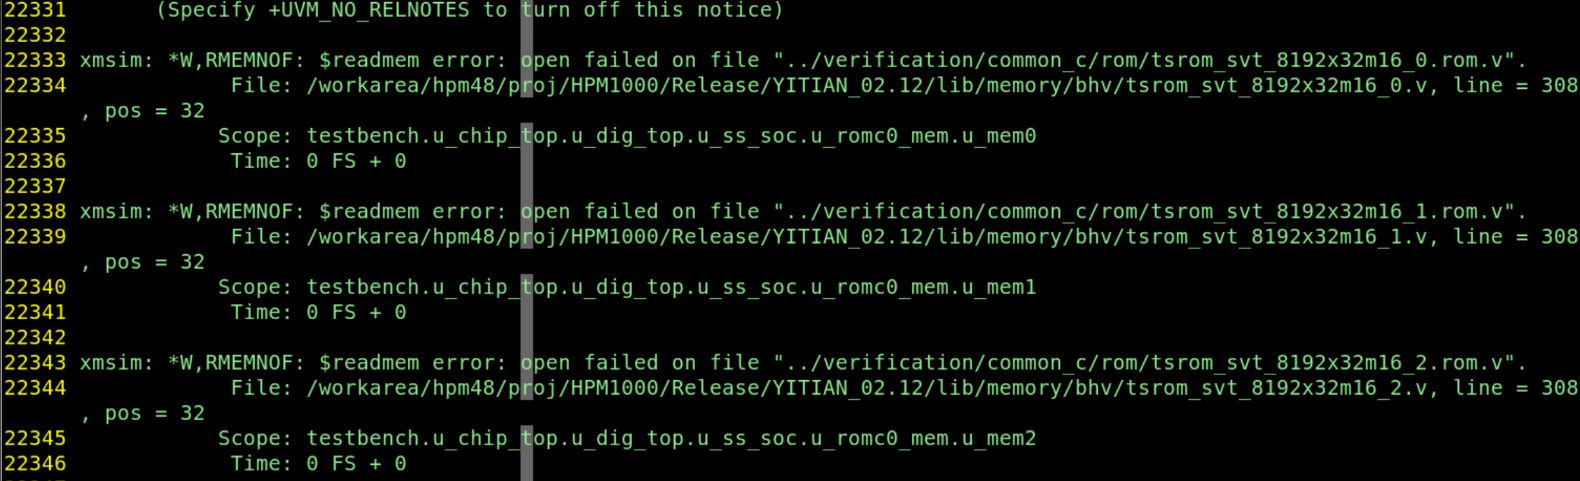 22331       (Specify +UVM_NO_RELNOTES to turn off this notice)
22332
22333 xmsim: *W,RMEMNOF: $readmem error: open failed on file "../verification/common_c/rom/tsrom_svt_8192x32m16_0.rom.v".
22334             File: /workarea/hpm48/proj/HPM1000/Release/YITIAN_02.12/lib/memory/bhv/tsrom_svt_8192x32m16_0.v, line = 308
, pos = 32
22335            Scope: testbench.u_chip_top.u_dig_top.u_ss_soc.u_romc0_mem.u_mem0
22336             Time: 0 FS + 0
22337
22338 xmsim: *W,RMEMNOF: $readmem error: open failed on file "../verification/common_c/rom/tsrom_svt_8192x32m16_1.rom.v".
22339             File: /workarea/hpm48/proj/HPM1000/Release/YITIAN_02.12/lib/memory/bhv/tsrom_svt_8192x32m16_1.v, line = 308
, pos = 32
22340            Scope: testbench.u_chip_top.u_dig_top.u_ss_soc.u_romc0_mem.u_mem1
22341             Time: 0 FS + 0
22342
22343 xmsim: *W,RMEMNOF: $readmem error: open failed on file "../verification/common_c/rom/tsrom_svt_8192x32m16_2.rom.v".
22344             File: /workarea/hpm48/proj/HPM1000/Release/YITIAN_02.12/lib/memory/bhv/tsrom_svt_8192x32m16_2.v, line = 308
, pos = 32
22345            Scope: testbench.u_chip_top.u_dig_top.u_ss_soc.u_romc0_mem.u_mem2
22346             Time: 0 FS + 0